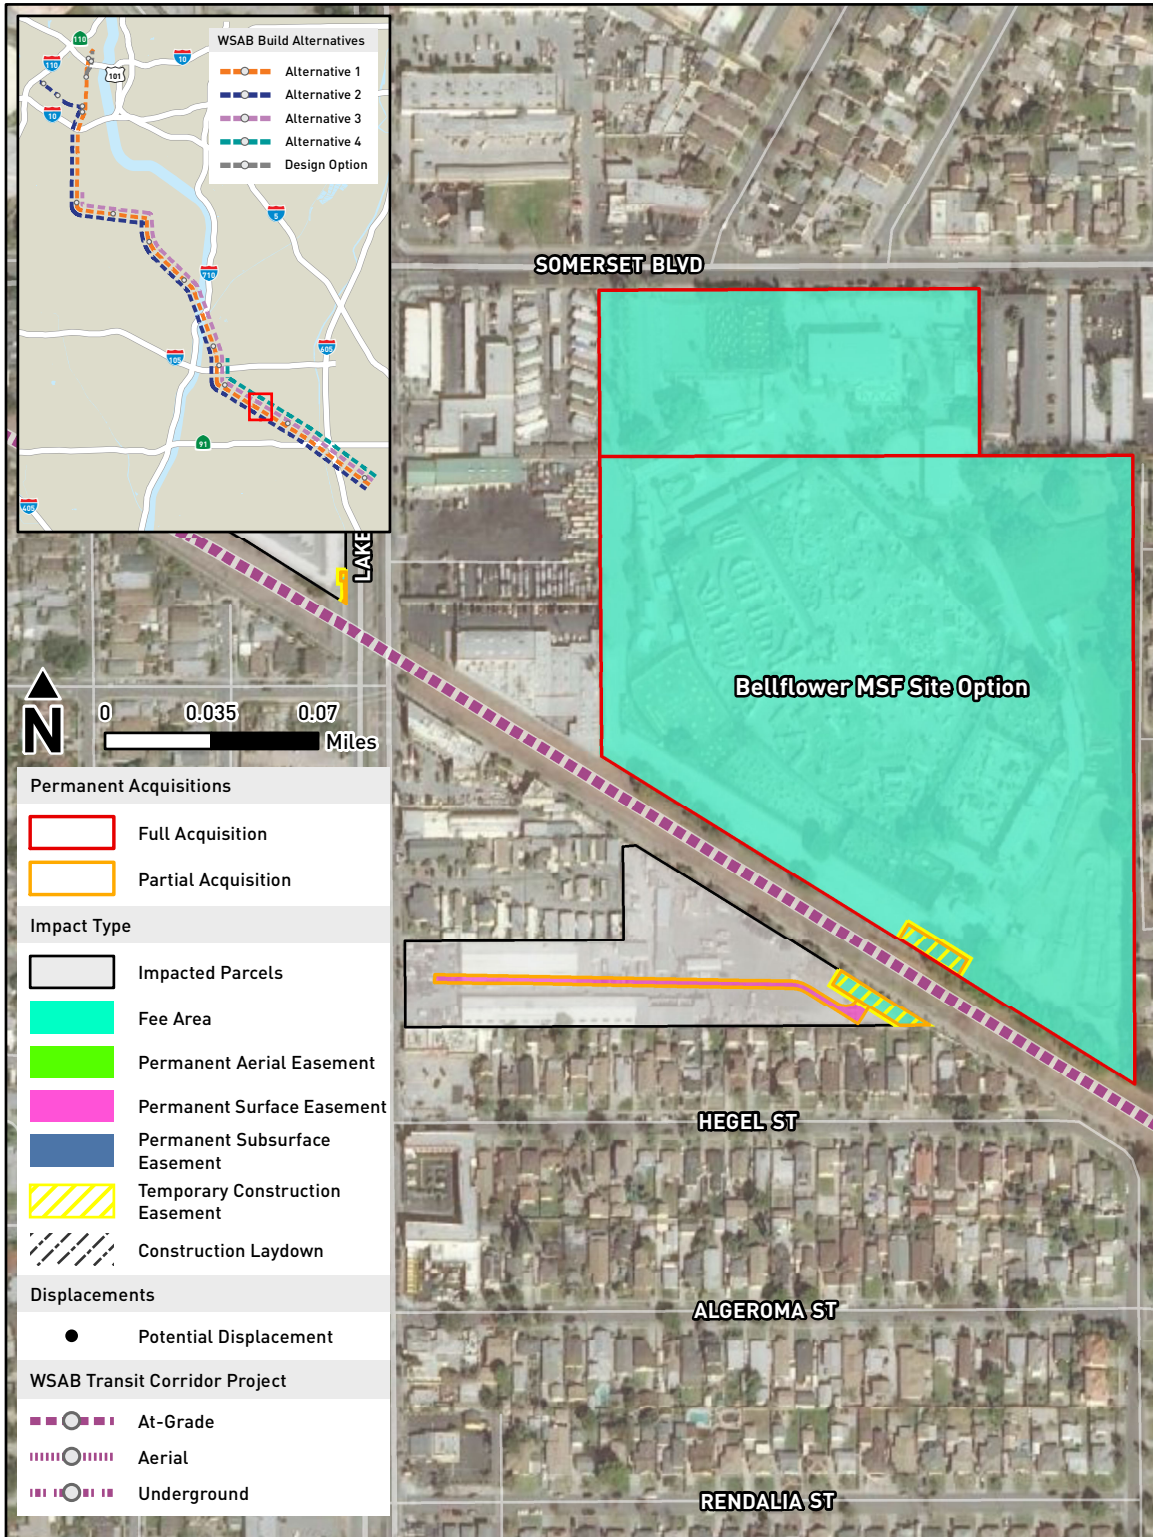 WSAB Build Alternatives
Alternative 1
Alternative 2
Alternative 3
Alternative 4
Design Option
110
110
10
101
10
5
710
105
605
91
405
SOMERSET BLVD
LAKE
Bellflower MSF Site Option
N
0 0.035 0.07
Miles
Permanent Acquisitions
Full Acquisition
Partial Acquisition
Impact Type
Impacted Parcels
Fee Area
Permanent Aerial Easement
Permanent Surface Easement
Permanent Subsurface
Easement
Temporary Construction
Easement
Construction Laydown
Displacements
Potential Displacement
WSAB Transit Corridor Project
At-Grade
Aerial
Underground
HEGEL ST
ALGEROMA ST
RENDALIA ST